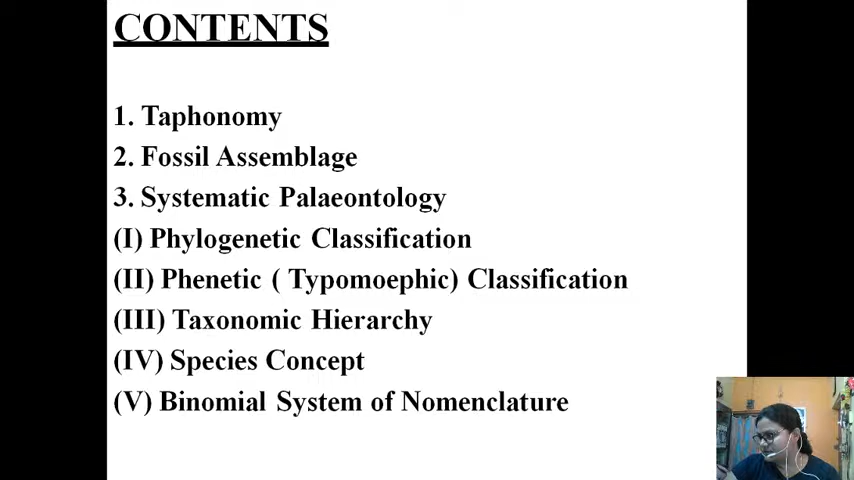 CONTENTS
1. Taphonomy
2. Fossil Assemblage
3. Systematic Palaeontology
(I) Phylogenetic Classification
(II) Phenetic ( Typomoephic) Classification
(III) Taxonomic Hierarchy
(IV) Species Concept
(V) Binomial System of Nomenclature